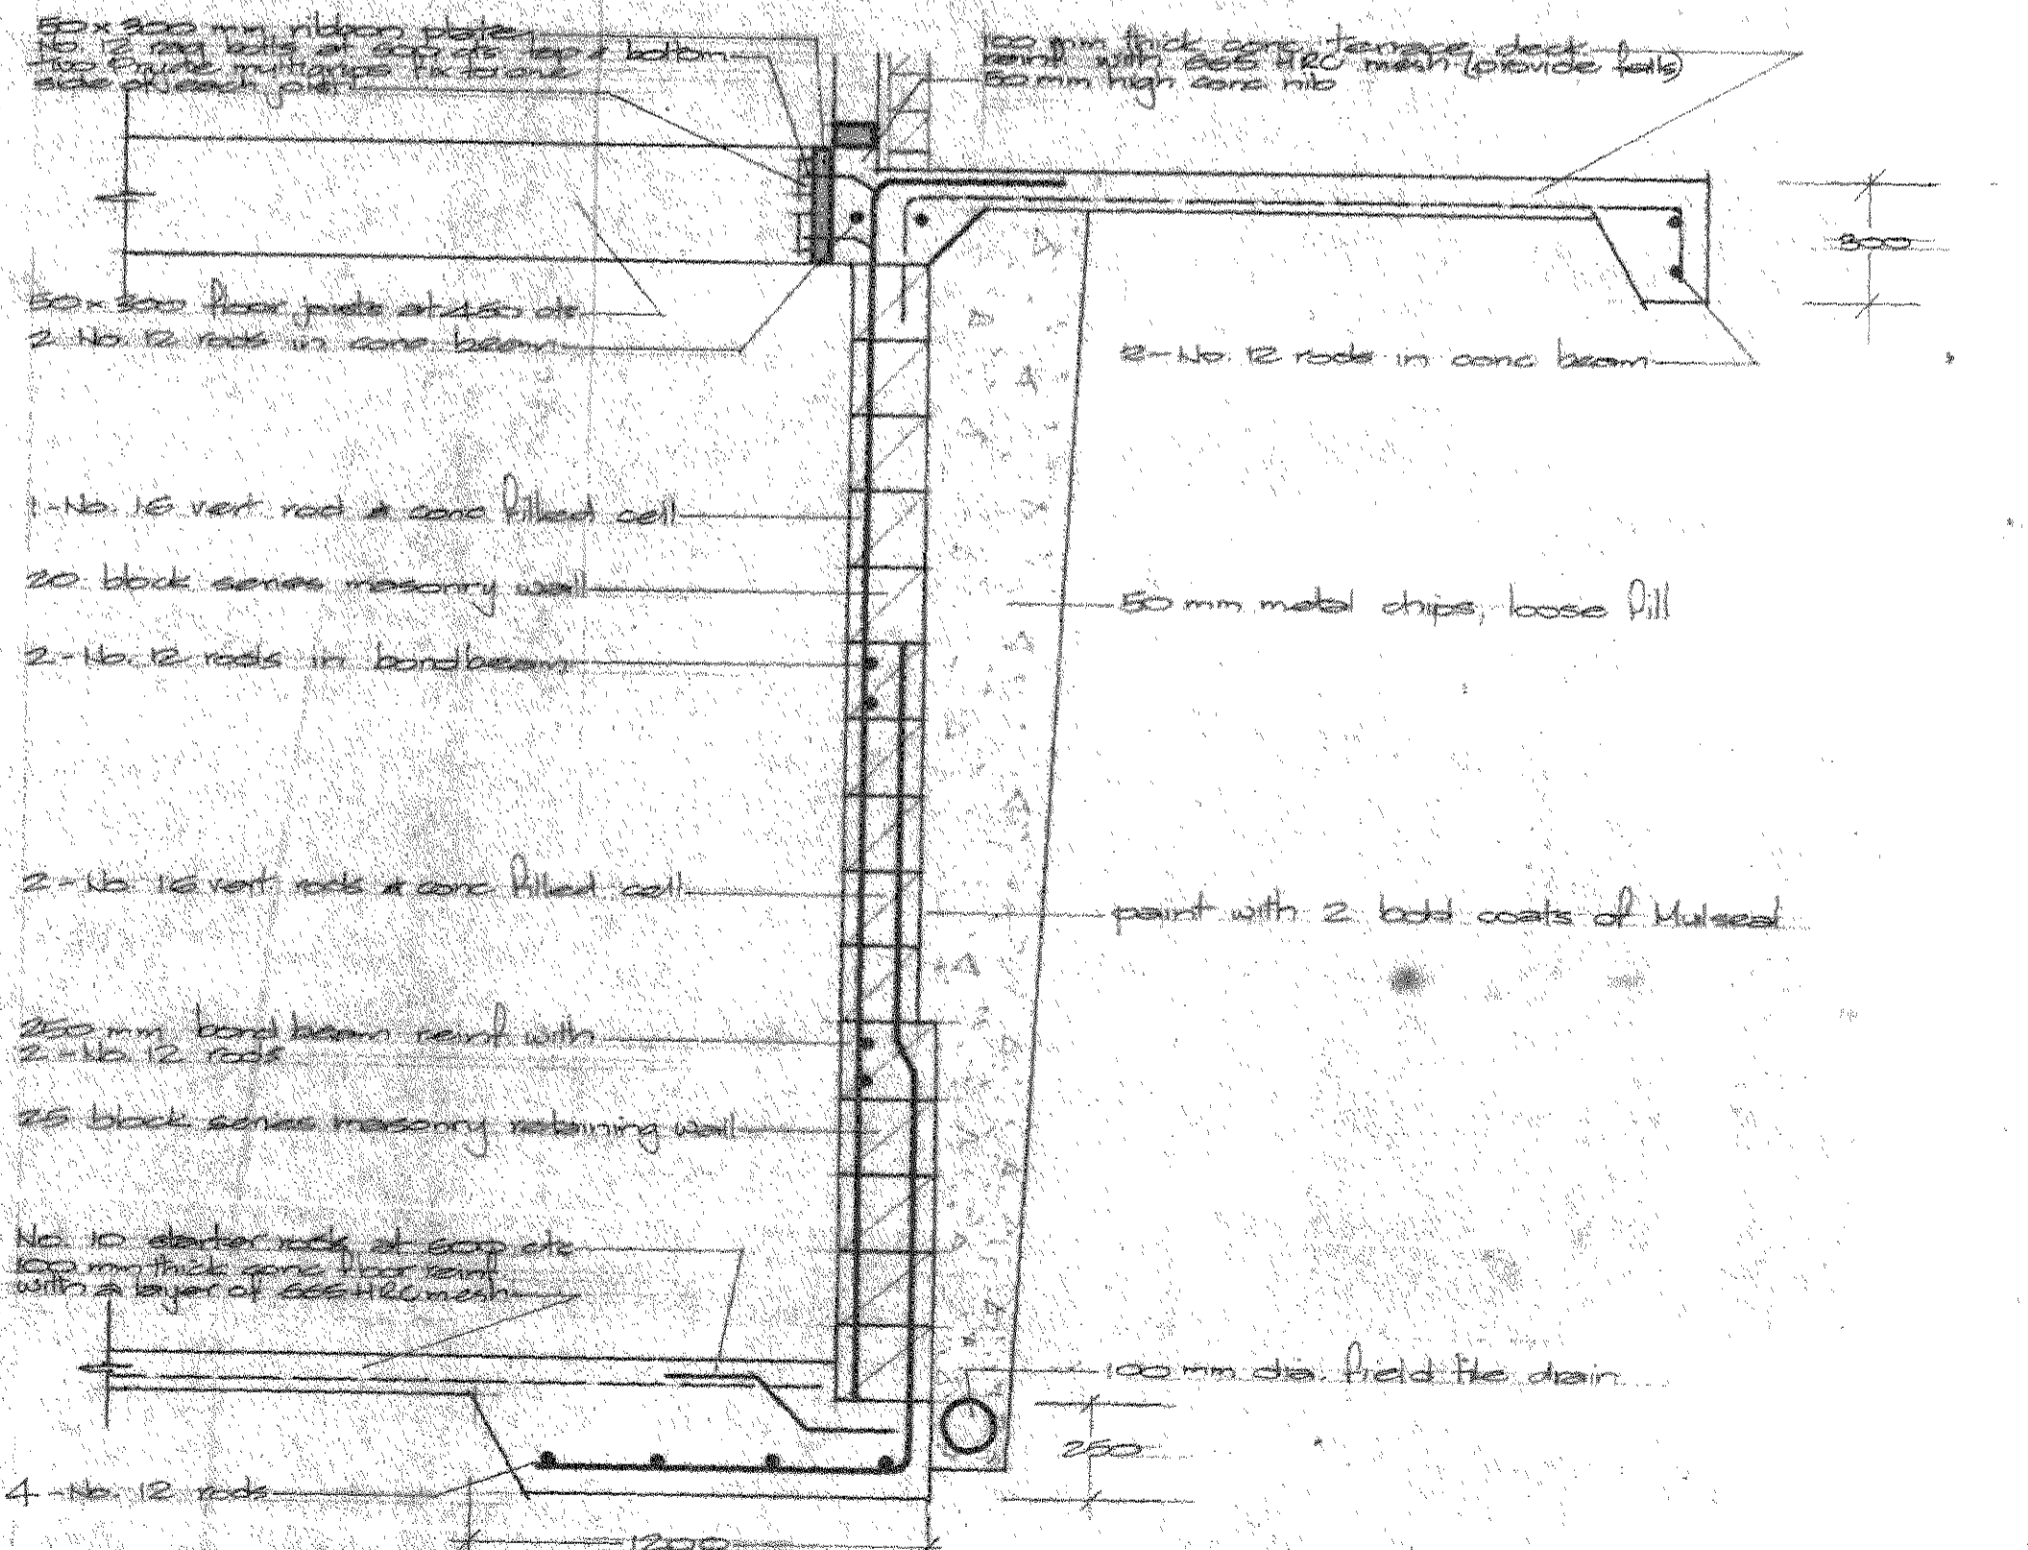 50 x 300 mm ribbon plate
No 12 rag bolts at 600 cts top & bottom
Two Pryde multigrips fix to one
side of each joist
100 mm thick conc. terrace deck
reinf with 665 HRC mesh (provide falls)
50 mm high conc nib
300
50 x 300 floor joists at 450 cts
2 No. 12 rods in conc beam
2-No. 12 rods in conc beam
1-No. 16 vert rod & conc filled cell
20 block series masonry wall
50 mm metal chips, loose fill
2-No. 12 rods in bond beam
2-No. 16 vert rods & conc filled cell
paint with 2 bold coats of Mulseal
250 mm bond beam reinf with
2-No. 12 rods
25 block series masonry retaining wall
No. 10 starter rods at 600 cts
100 mm thick conc floor reinf
with a layer of 665 HRC mesh
100 mm dia. field tile drain
250
4-No. 12 rods
1200